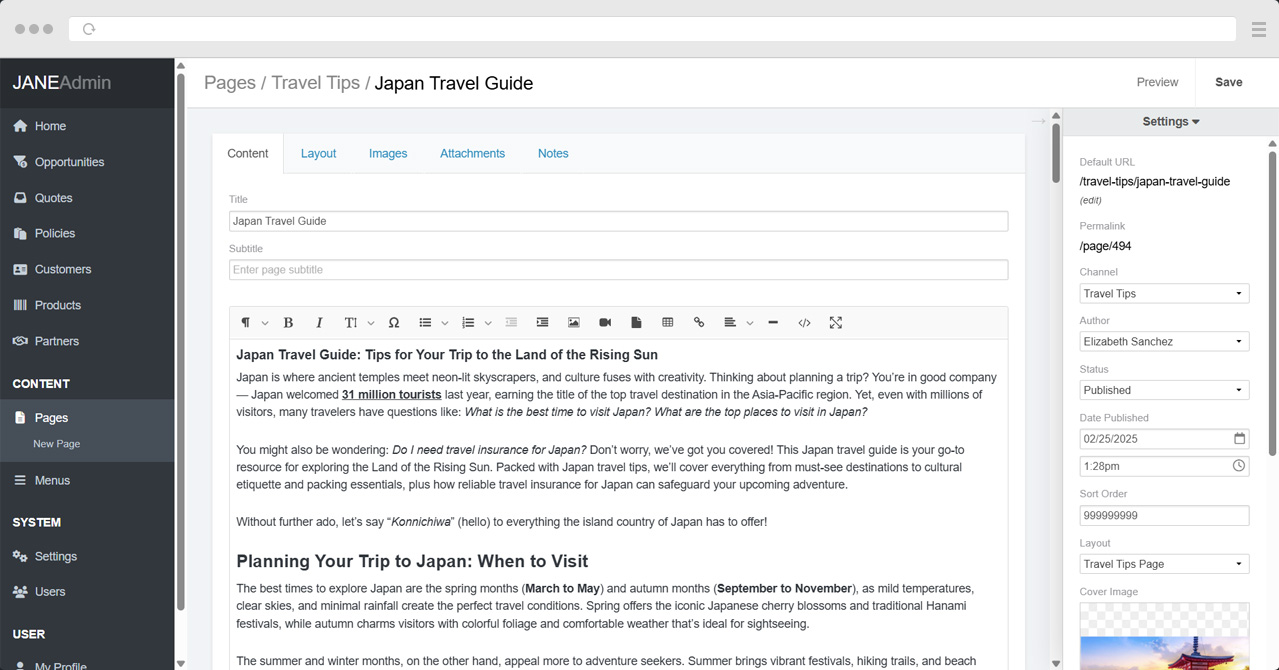 JANEAdmin
Home
Opportunities
Quotes
Policies
Customers
Products
Partners
CONTENT
Pages
New Page
Menus
SYSTEM
Settings
Users
USER
My Profile
Pages / Travel Tips / Japan Travel Guide
Preview
Save
Content
Layout
Images
Attachments
Notes
Title
Japan Travel Guide
Subtitle
Enter page subtitle
Japan Travel Guide: Tips for Your Trip to the Land of the Rising Sun
Japan is where ancient temples meet neon-lit skyscrapers, and culture fuses with creativity. Thinking about planning a trip? You’re in good company
— Japan welcomed 31 million tourists last year, earning the title of the top travel destination in the Asia-Pacific region. Yet, even with millions of
visitors, many travelers have questions like: What is the best time to visit Japan? What are the top places to visit in Japan?
You might also be wondering: Do I need travel insurance for Japan? Don’t worry, we’ve got you covered! This Japan travel guide is your go-to
resource for exploring the Land of the Rising Sun. Packed with Japan travel tips, we’ll cover everything from must-see destinations to cultural
etiquette and packing essentials, plus how reliable travel insurance for Japan can safeguard your upcoming adventure.
Without further ado, let’s say “Konnichiwa” (hello) to everything the island country of Japan has to offer!
Planning Your Trip to Japan: When to Visit
The best times to explore Japan are the spring months (March to May) and autumn months (September to November), as mild temperatures,
clear skies, and minimal rainfall create the perfect travel conditions. Spring offers the iconic Japanese cherry blossoms and traditional Hanami
festivals, while autumn charms visitors with colorful foliage and comfortable weather that’s ideal for sightseeing.
The summer and winter months, on the other hand, appeal more to adventure seekers. Summer brings vibrant festivals, hiking trails, and beach
Settings
Default URL
/travel-tips/japan-travel-guide
(edit)
Permalink
/page/494
Channel
Travel Tips
Author
Elizabeth Sanchez
Status
Published
Date Published
02/25/2025
1:28pm
Sort Order
999999999
Layout
Travel Tips Page
Cover Image